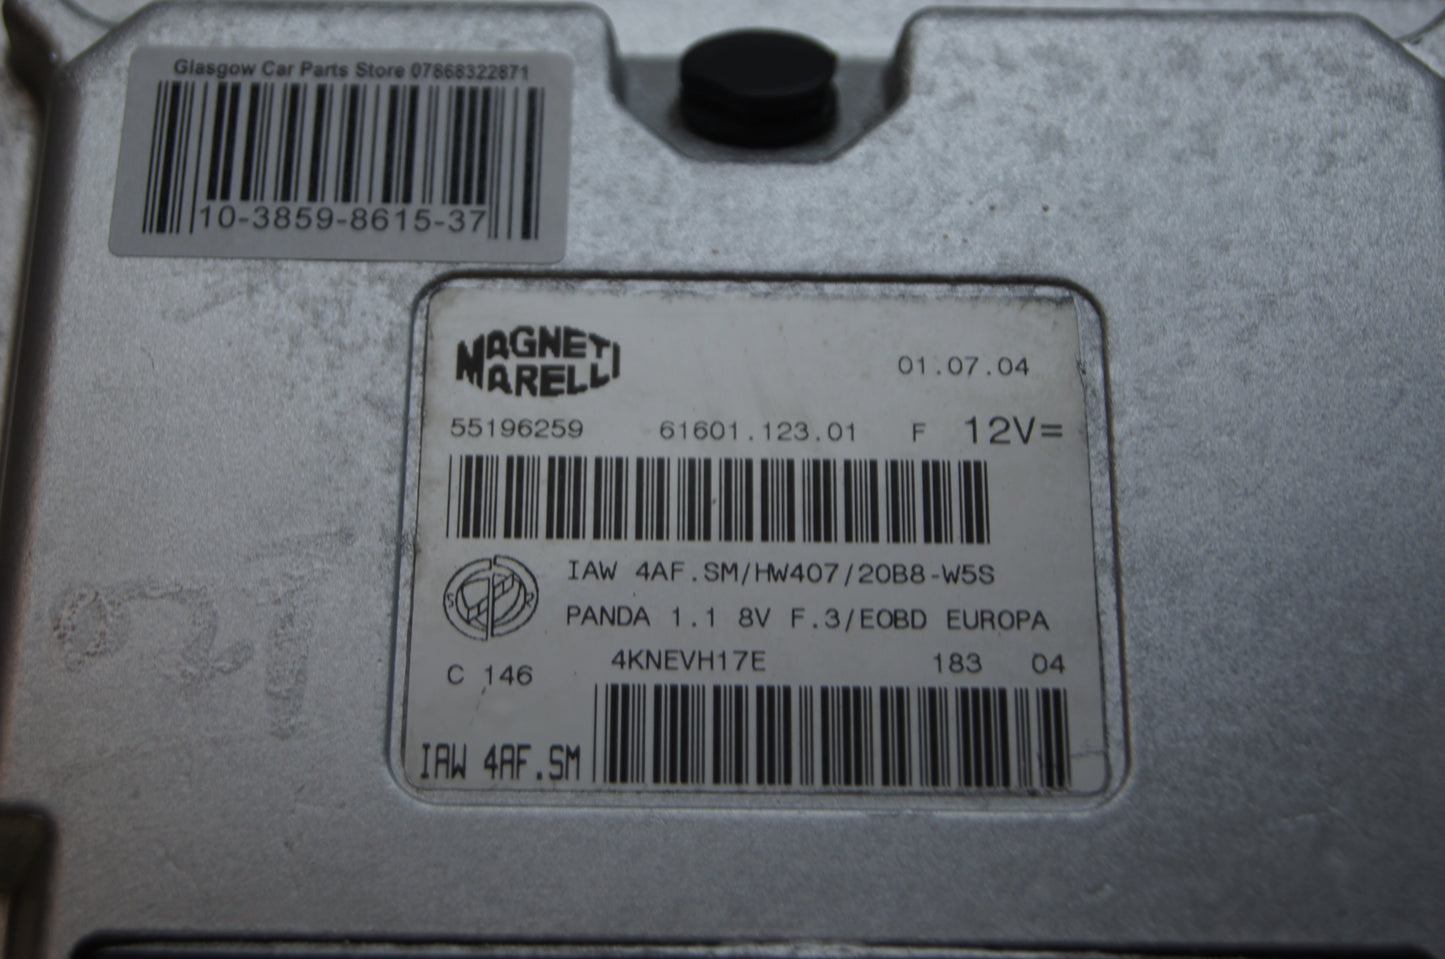 Glasgow Car Parts Store 07868322871
10-3859-8615-37
MAGNETI
MARELLI
01.07.04
55196259 61601.123.01 F 12V=
IAW 4AF.SM/HW407/20B8-W5S
PANDA 1.1 8V F.3/EOBD EUROPA
4KNEVH17E 183 04
C 146
IAW 4AF.SM